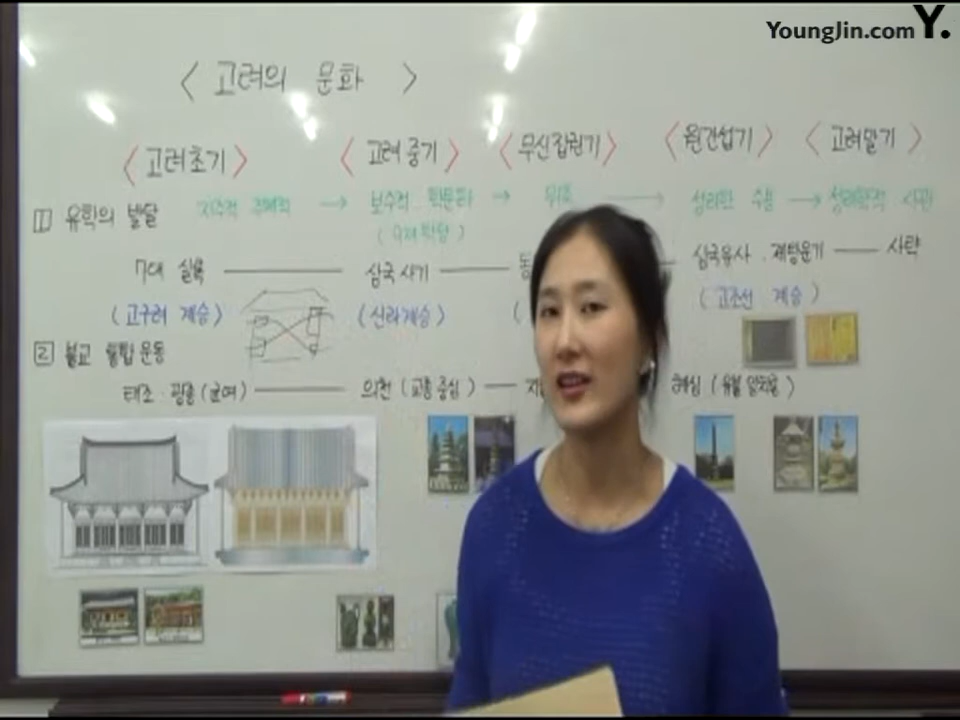 YoungJin.com Y.
〈 고려의 문화 〉
〈 고려초기 〉 〈 고려 중기 〉 〈 무신집권기 〉 〈 원간섭기 〉 〈 고려말기 〉
1 유학의 발달 자주적 주체적 → 보수적 학문화 → 위축 → 성리학 수용 → 성리학적 사관
( 9재학당 )
7대 실록 삼국사기 삼국유사 . 제왕운기 사략
( 고구려 계승 ) ( 신라계승 ) ( 고조선 계승 )
2 불교 통합 운동
태조 . 광종 (균여) 의천 ( 교종 중심 ) 혜심 ( 유불 일치설 )